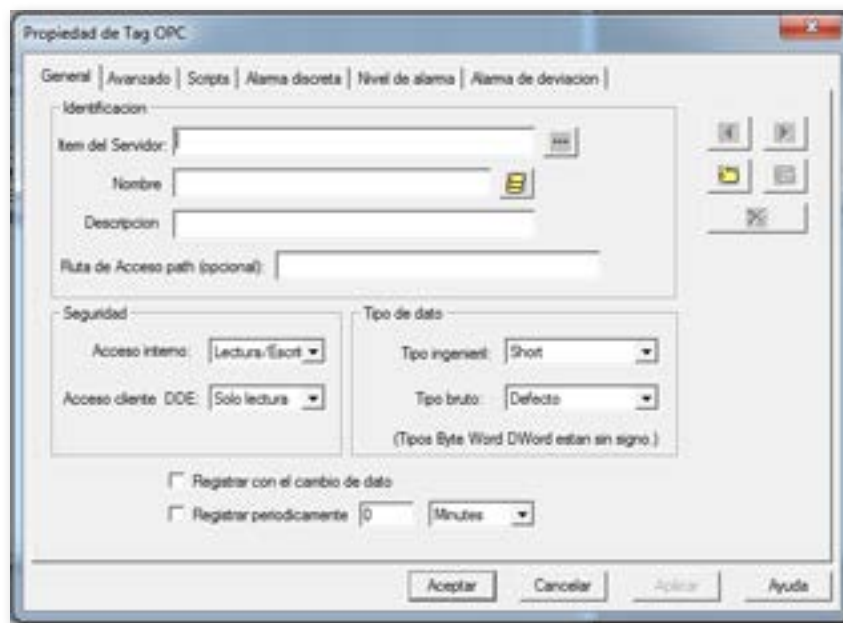 Propiedad de Tag OPC
General Avanzado Scripts Alarma discreta Nivel de alarma Alarma de deviacion
Identificacion
Item del Servidor:
Nombre
Descripcion
Ruta de Acceso path (opcional):
Seguridad
Acceso interno: Lectura/Escrit
Acceso cliente DDE: Solo lectura
Tipo de dato
Tipo ingenieril: Short
Tipo bruto: Defecto
(Tipos Byte Word DWord estan sin signo.)
Registrar con el cambio de dato
Registrar periodicamente 0 Minutes
Aceptar Cancelar Aplicar Ayuda